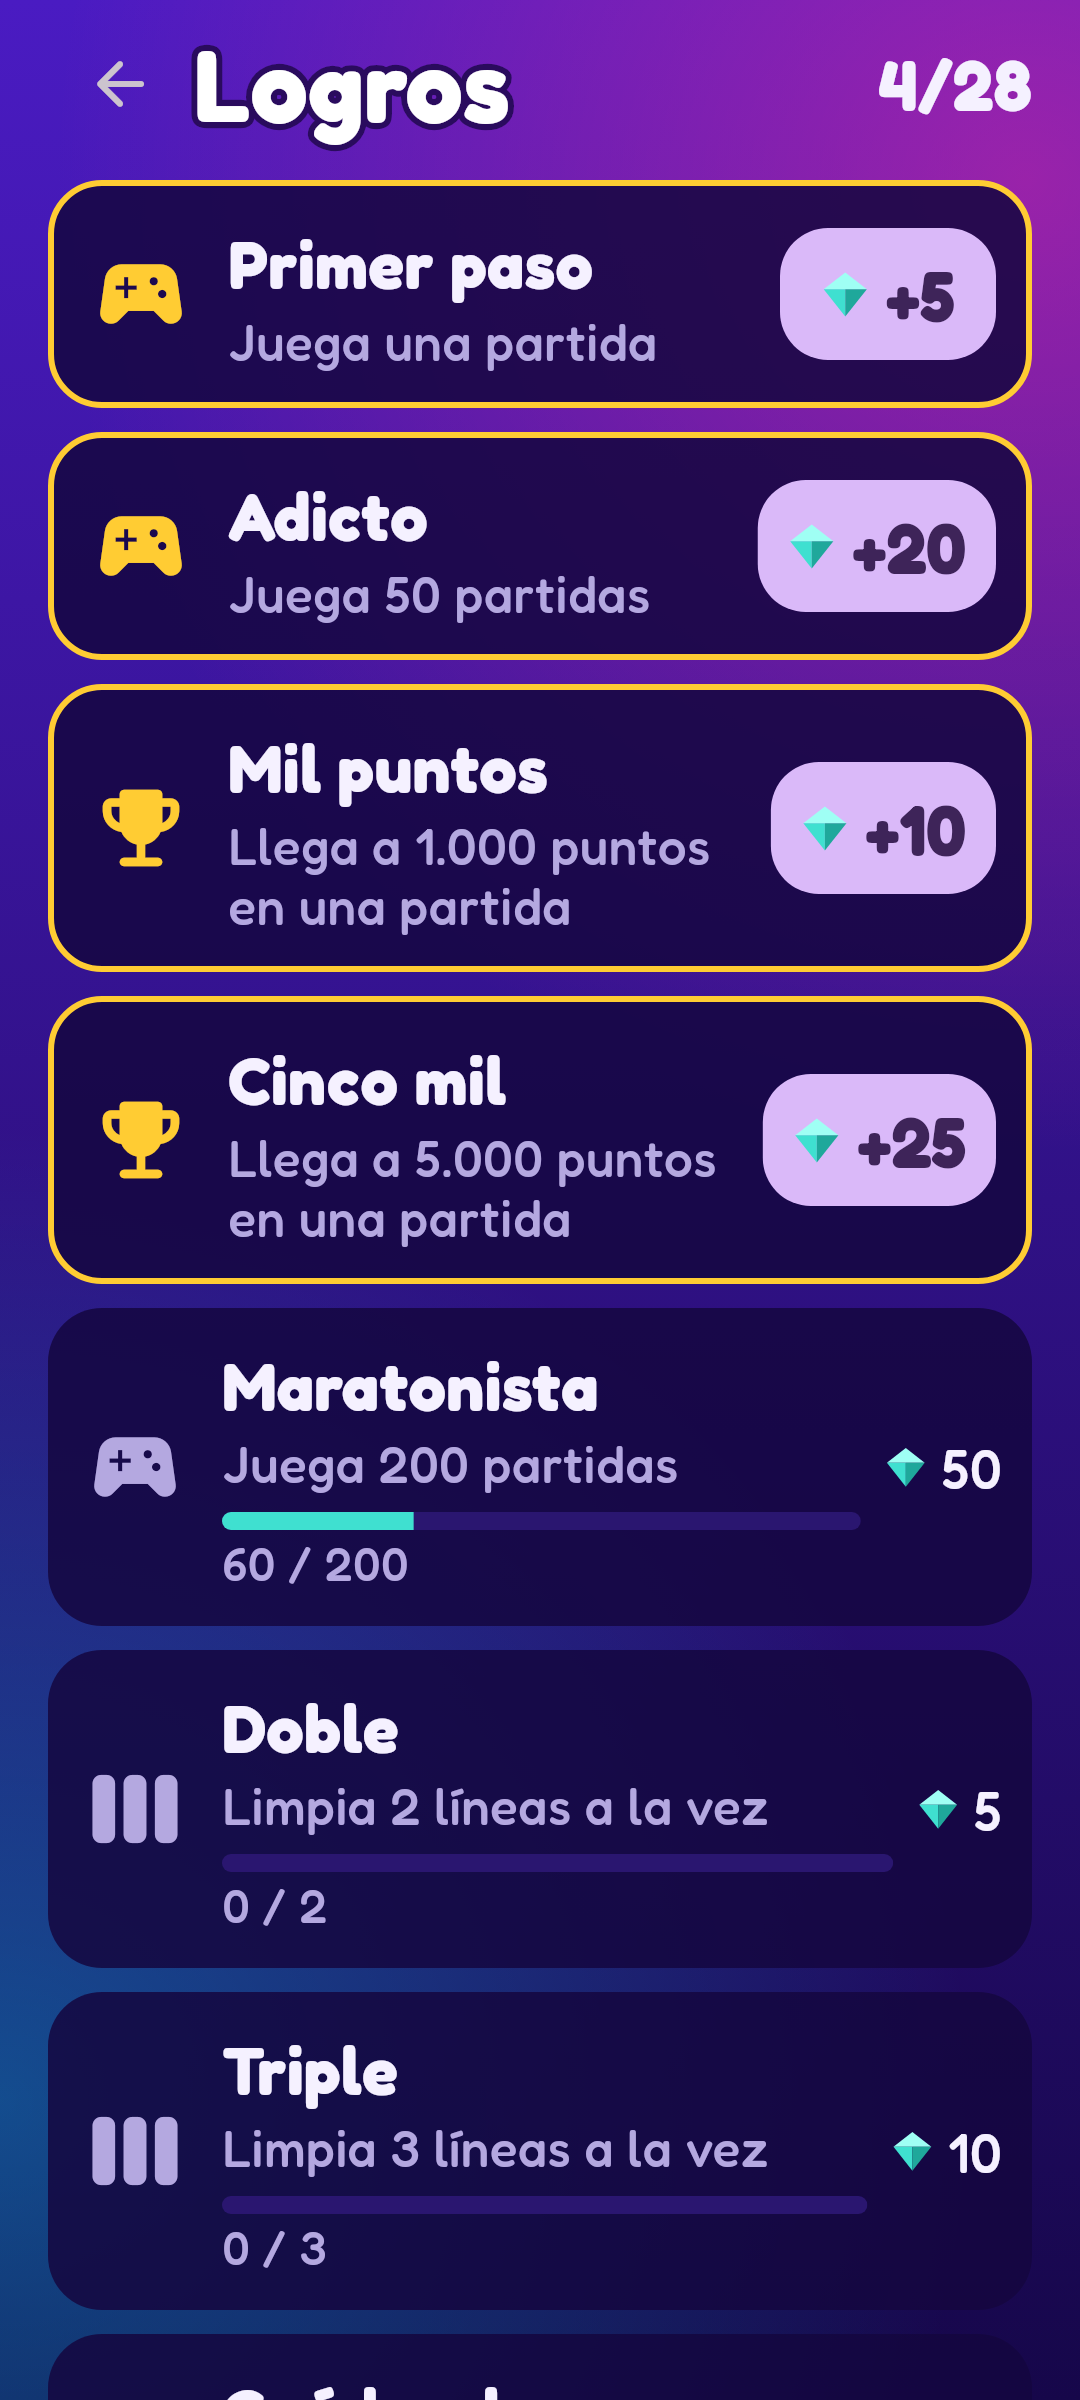 Logros
4/28
Primer paso
Juega una partida
+5
Adicto
Juega 50 partidas
+20
Mil puntos
Llega a 1.000 puntos
en una partida
+10
Cinco mil
Llega a 5.000 puntos
en una partida
+25
Maratonista
Juega 200 partidas
50
60 / 200
Doble
Limpia 2 líneas a la vez
5
0 / 2
Triple
Limpia 3 líneas a la vez
10
0 / 3